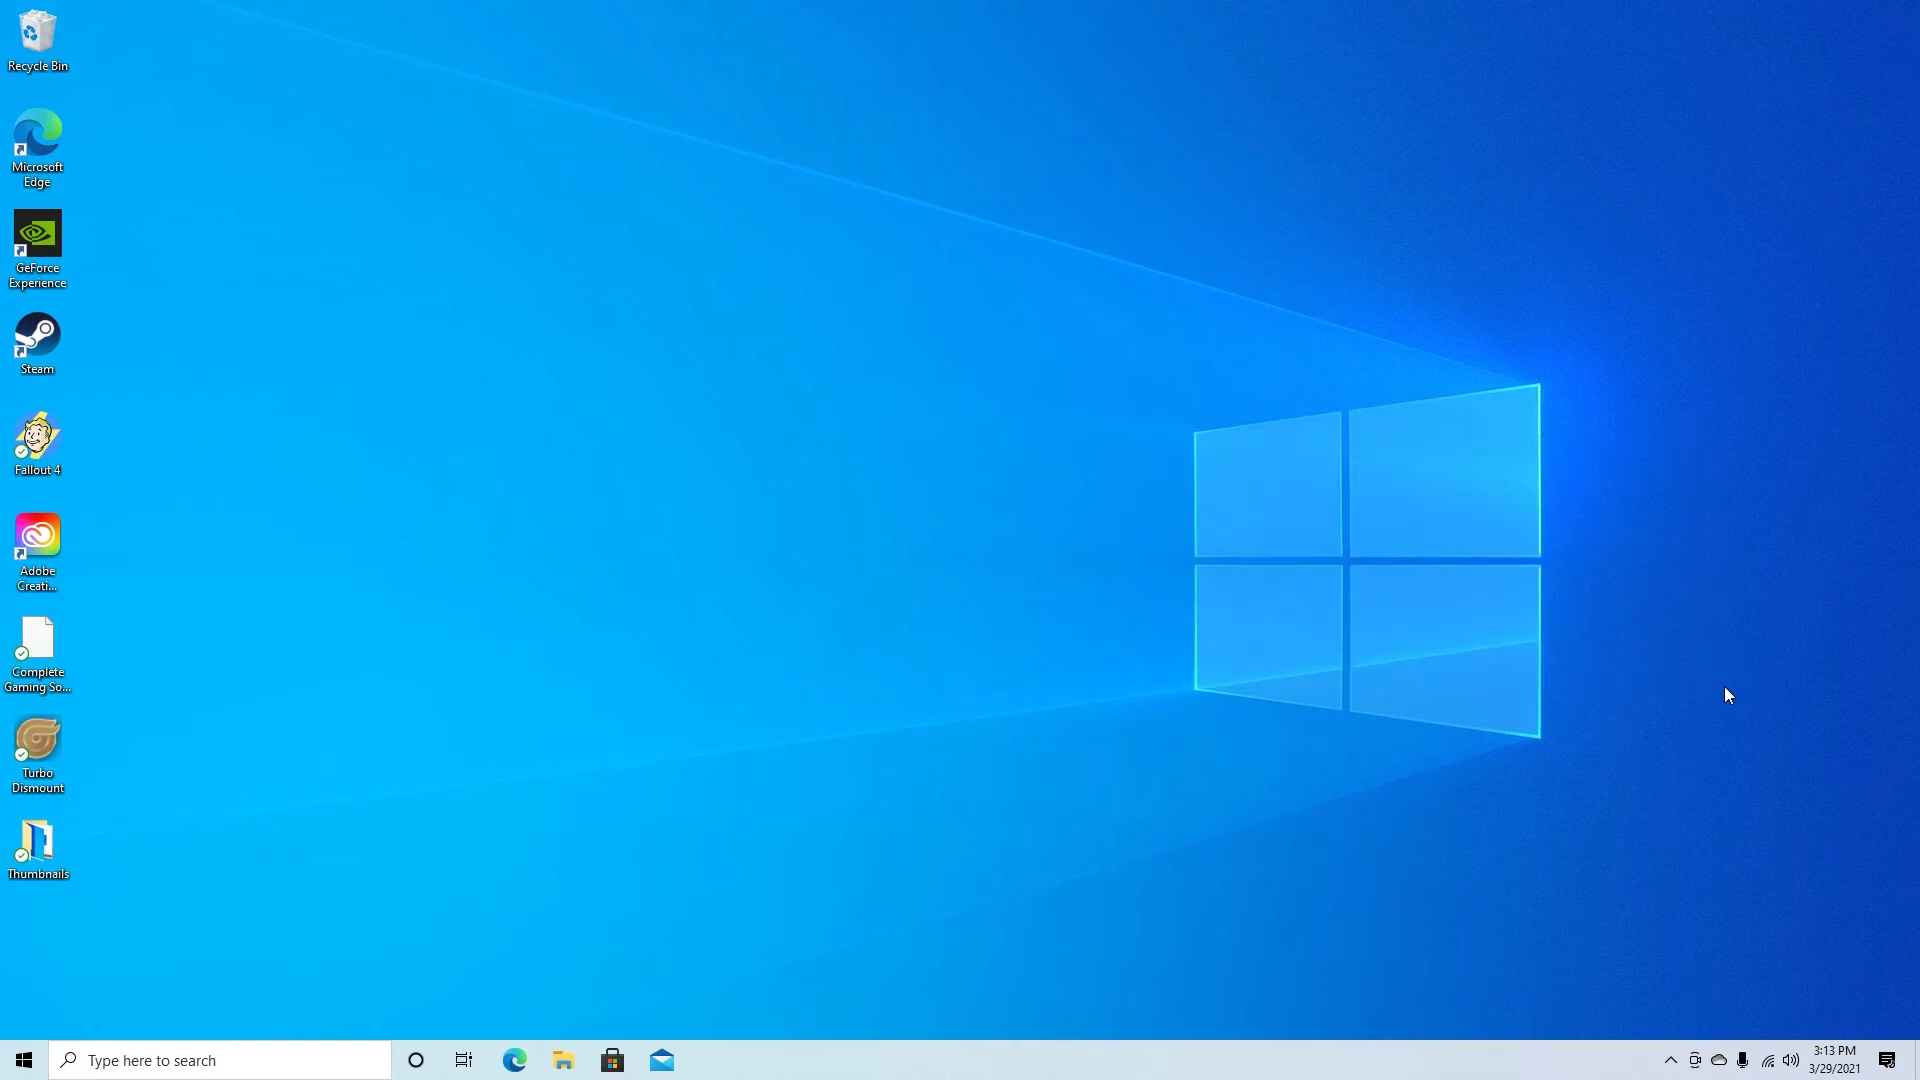 Recycle Bin
Microsoft
Edge
GeForce
Experience
Steam
Fallout 4
Adobe
Creati...
Complete
Gaming So...
Turbo
Dismount
Thumbnails
Type here to search
3:13 PM
3/29/2021